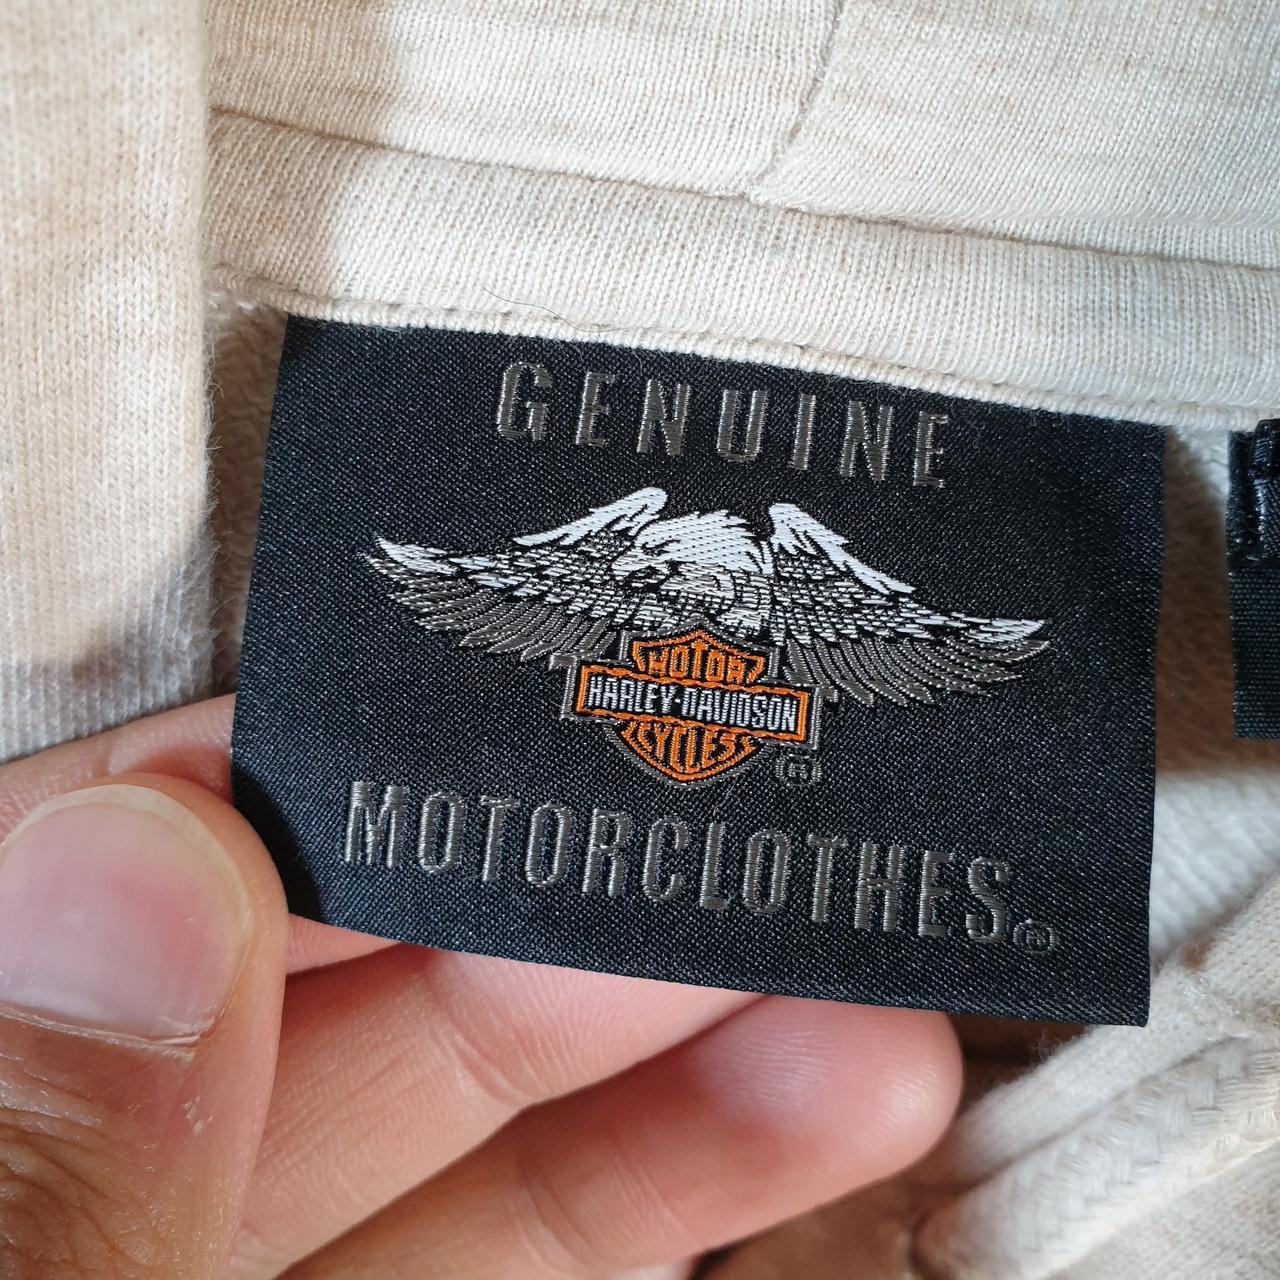 GENUINE
MOTOR
HARLEY-DAVIDSON
CYCLES
®
MOTORCLOTHES®